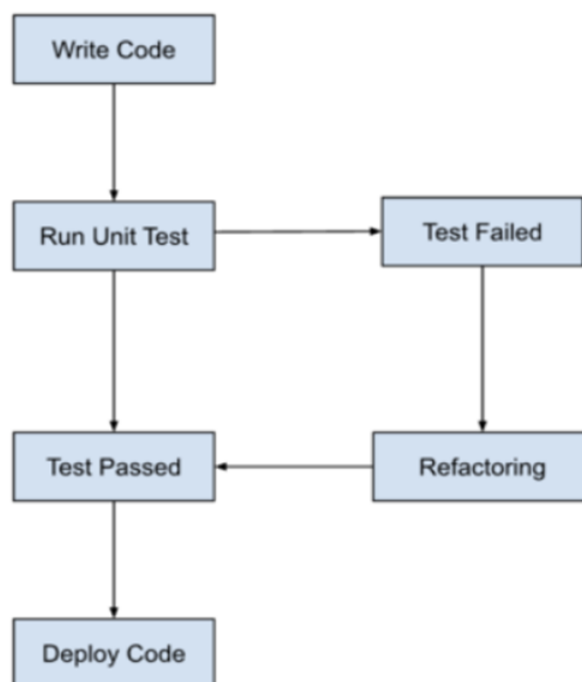 Write Code
Run Unit Test
Test Failed
Test Passed
Refactoring
Deploy Code